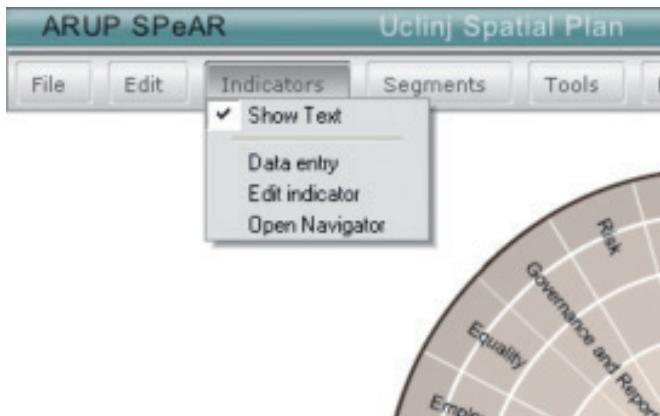 ARUP SPeAR Uclinj Spatial Plan
File Edit Indicators Segments Tools
Show Text
Data entry
Edit indicator
Open Navigator
Risk
Governance and Repo
Equality
Emplo